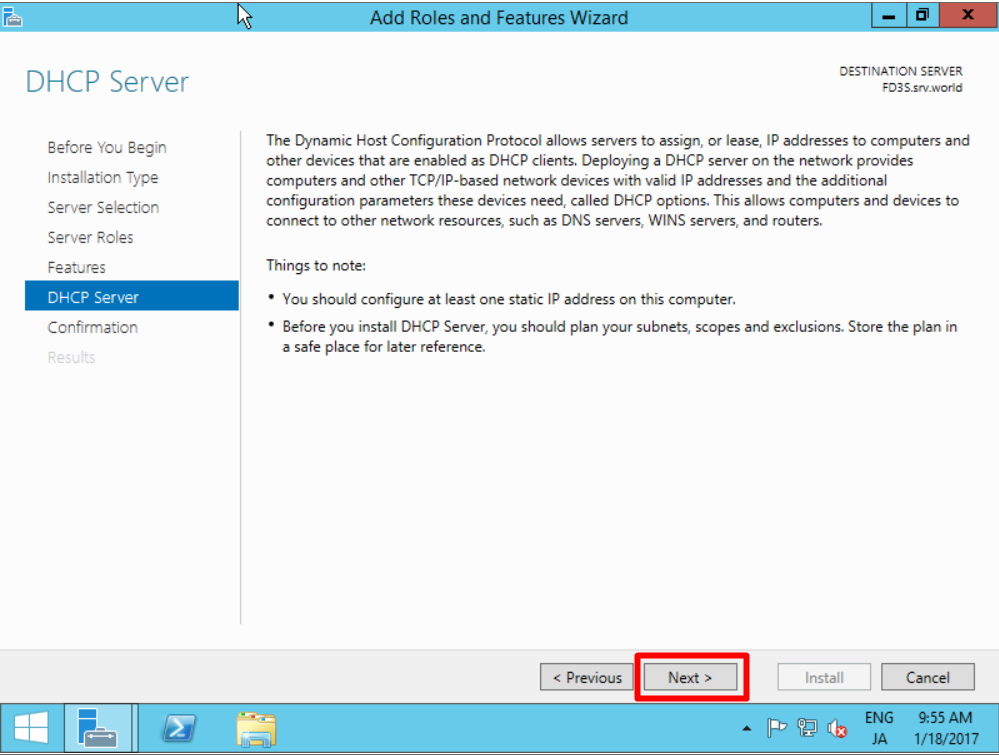 Add Roles and Features Wizard
DHCP Server
DESTINATION SERVER
FD3S.srv.world
Before You Begin
Installation Type
Server Selection
Server Roles
Features
DHCP Server
Confirmation
Results
The Dynamic Host Configuration Protocol allows servers to assign, or lease, IP addresses to computers and
other devices that are enabled as DHCP clients. Deploying a DHCP server on the network provides
computers and other TCP/IP-based network devices with valid IP addresses and the additional
configuration parameters these devices need, called DHCP options. This allows computers and devices to
connect to other network resources, such as DNS servers, WINS servers, and routers.
Things to note:
• You should configure at least one static IP address on this computer.
• Before you install DHCP Server, you should plan your subnets, scopes and exclusions. Store the plan in
a safe place for later reference.
< Previous
Next >
Install
Cancel
ENG
JA
9:55 AM
1/18/2017